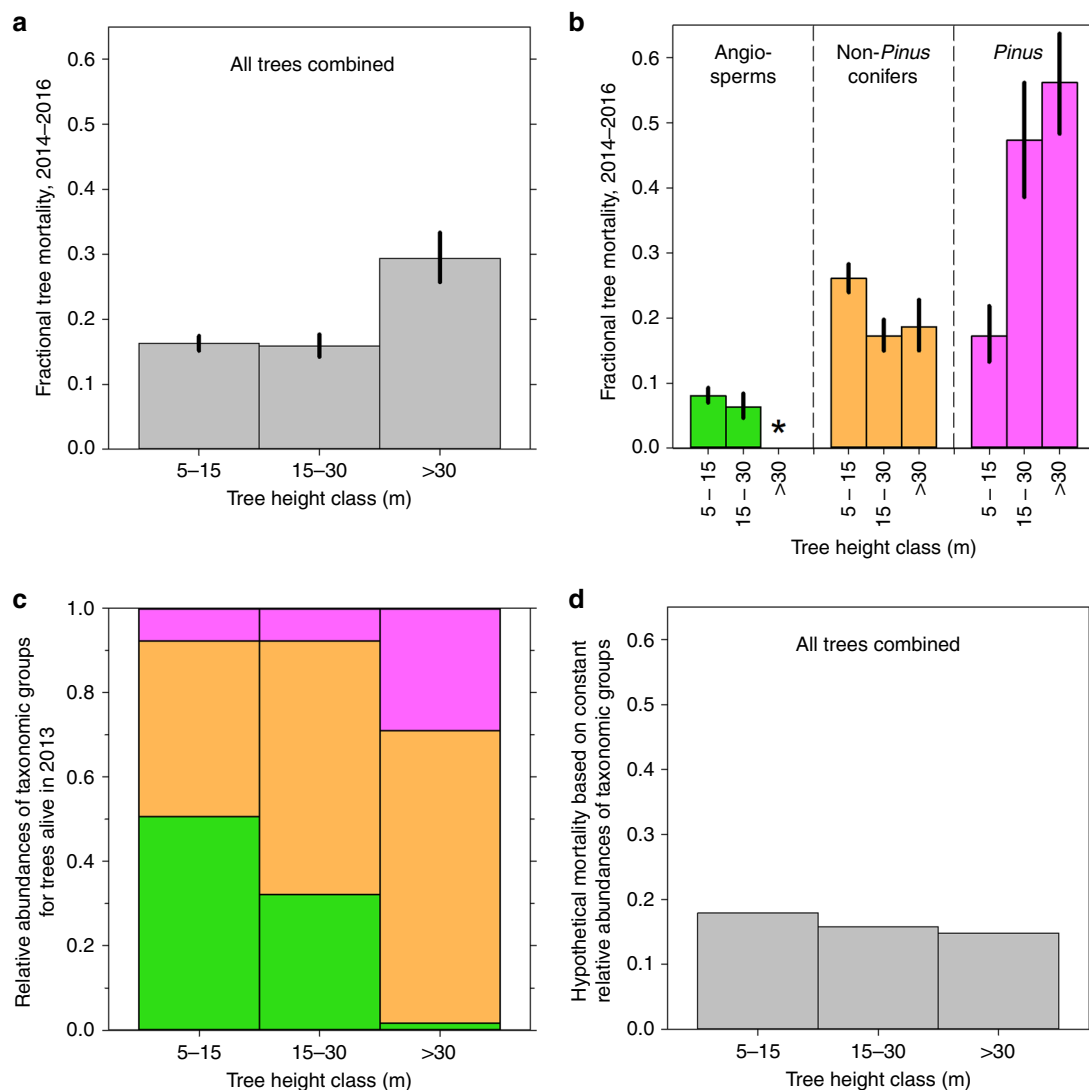 a
Fractional tree mortality, 2014–2016
0.6
0.5
0.4
0.3
0.2
0.1
0.0
All trees combined
5–15
15–30
>30
Tree height class (m)
b
Fractional tree mortality, 2014–2016
0.6
0.5
0.4
0.3
0.2
0.1
0.0
Angio-
sperms
Non-Pinus
conifers
Pinus
*
5 – 15
15 – 30
>30
5 – 15
15 – 30
>30
5 – 15
15 – 30
>30
Tree height class (m)
c
Relative abundances of taxonomic groups
for trees alive in 2013
1.0
0.8
0.6
0.4
0.2
0.0
5–15
15–30
>30
Tree height class (m)
d
Hypothetical mortality based on constant
relative abundances of taxonomic groups
0.6
0.5
0.4
0.3
0.2
0.1
0.0
All trees combined
5–15
15–30
>30
Tree height class (m)